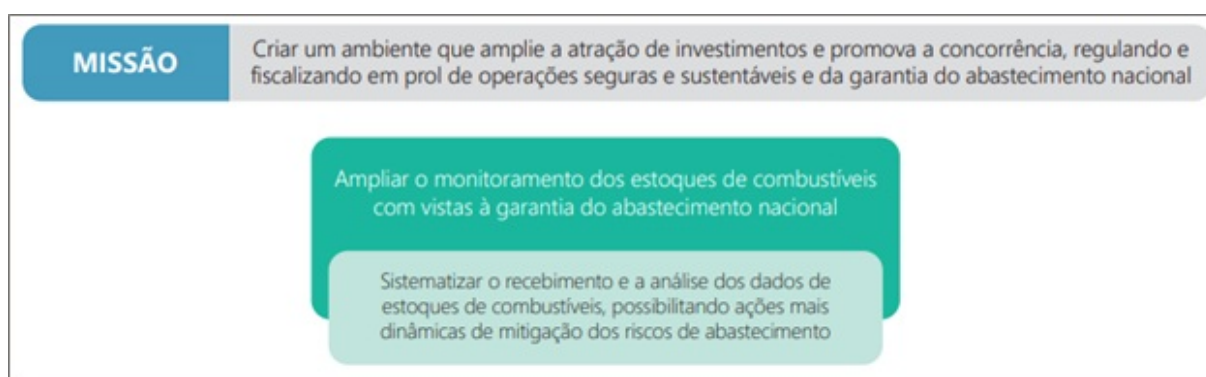 MISSÃO
Criar um ambiente que amplie a atração de investimentos e promova a concorrência, regulando e
fiscalizando em prol de operações seguras e sustentáveis e da garantia do abastecimento nacional
Ampliar o monitoramento dos estoques de combustíveis
com vistas à garantia do abastecimento nacional
Sistematizar o recebimento e a análise dos dados de
estoques de combustíveis, possibilitando ações mais
dinâmicas de mitigação dos riscos de abastecimento